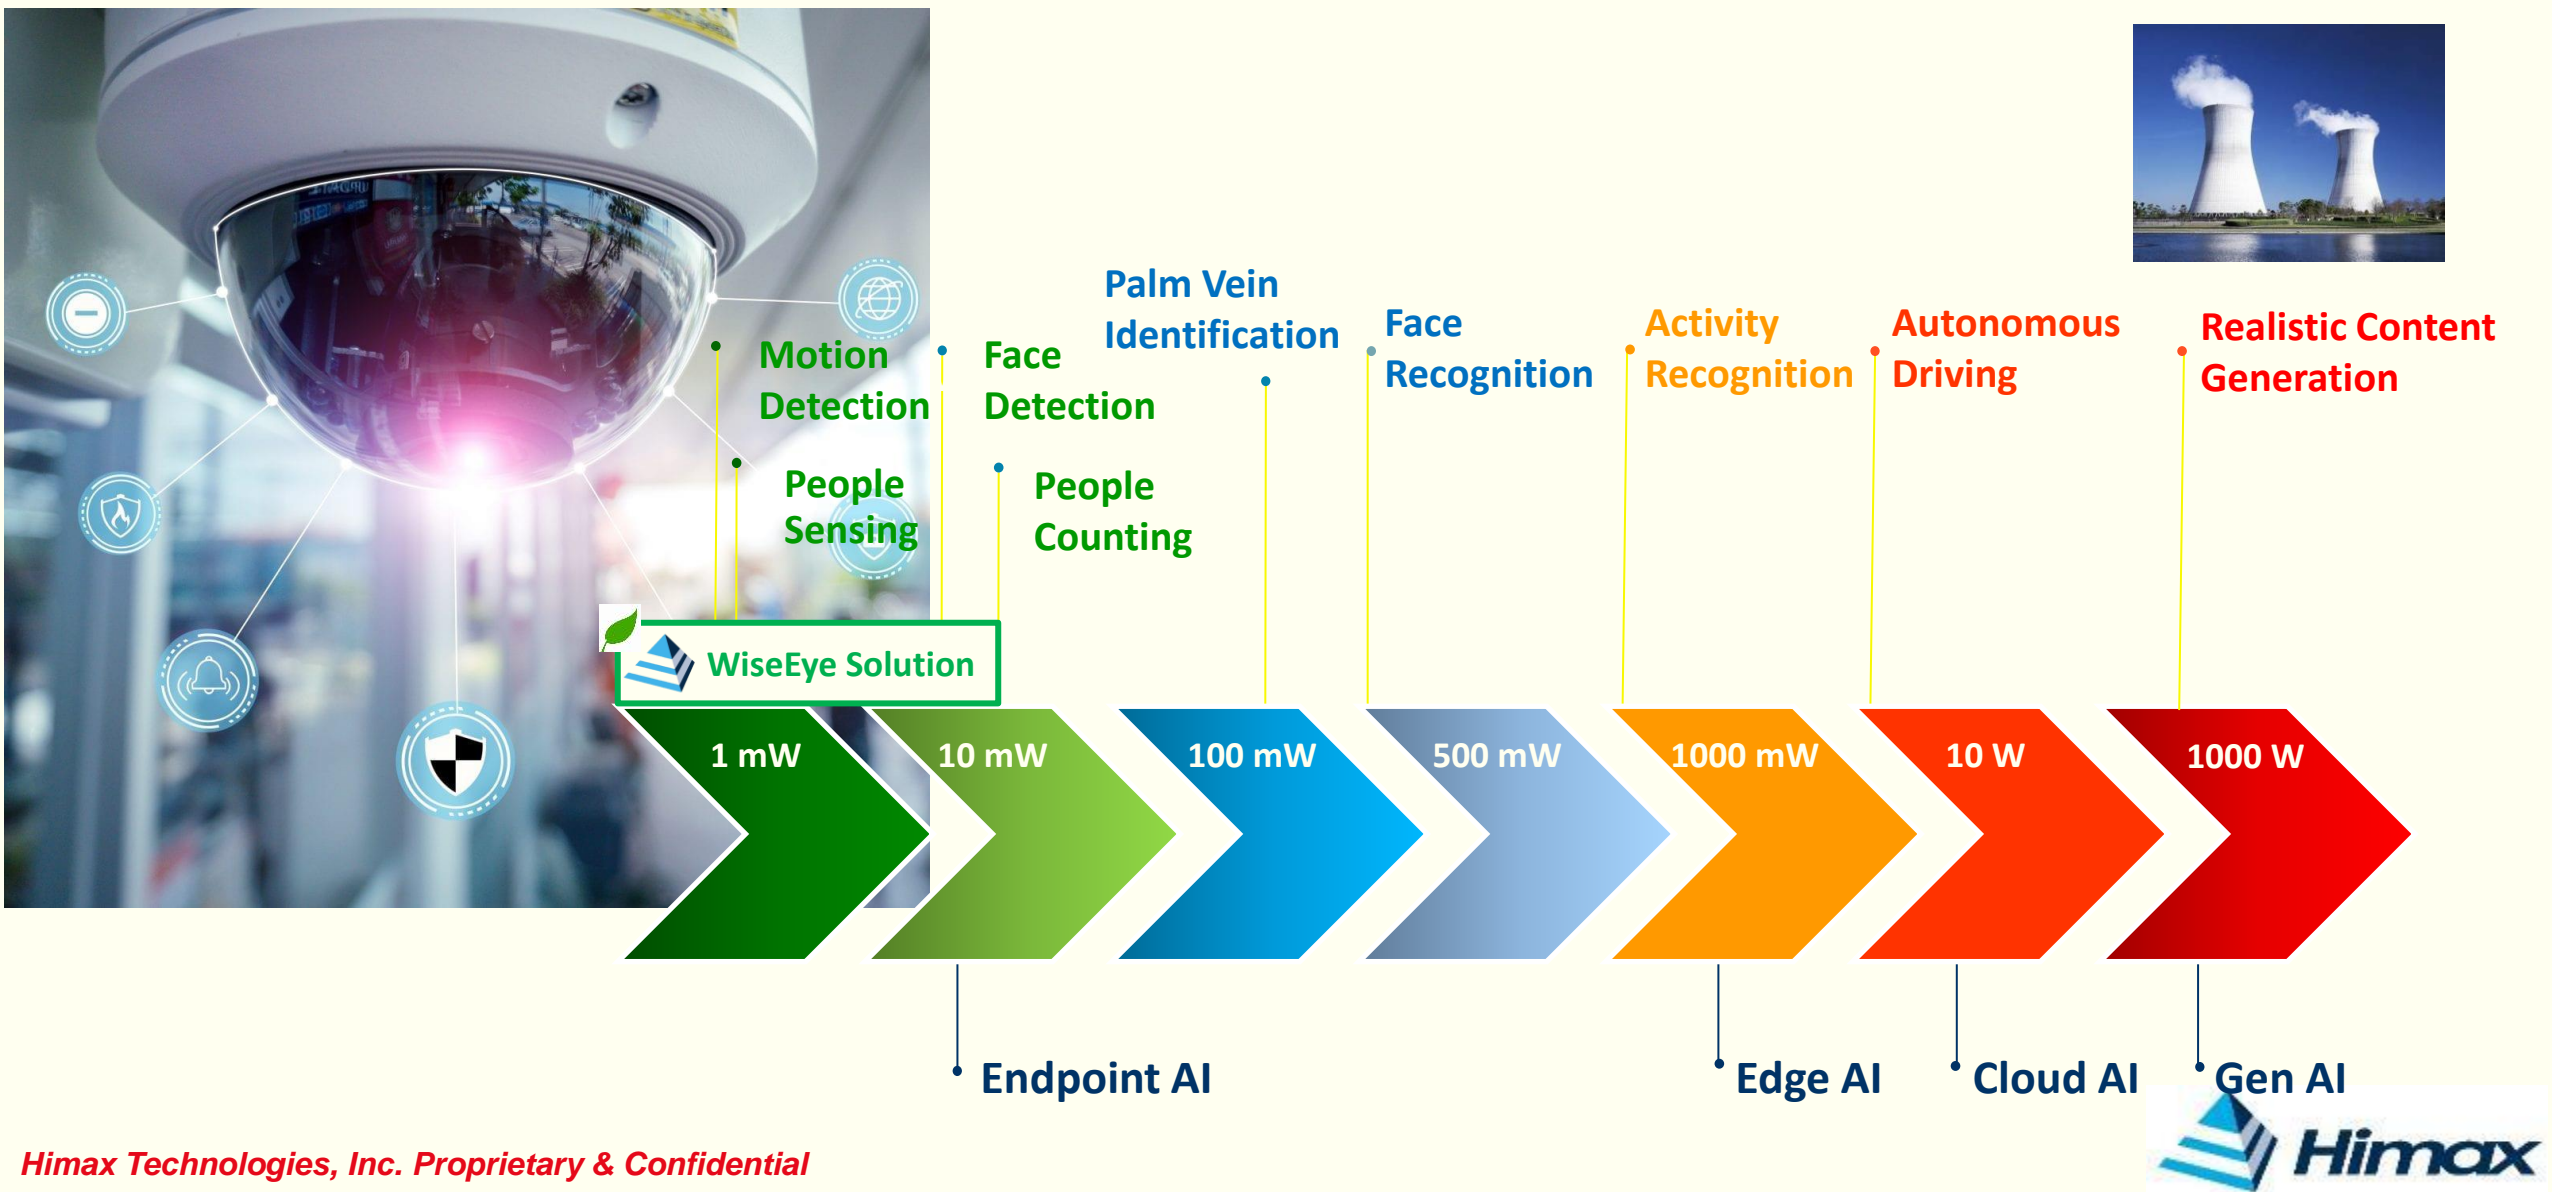 Palm Vein
Identification
Face
Recognition
Activity
Recognition
Autonomous
Driving
Realistic Content
Generation
Motion
Detection
Face
Detection
People
Sensing
People
Counting
WiseEye Solution
1 mW
10 mW
100 mW
500 mW
1000 mW
10 W
1000 W
Endpoint AI
Edge AI
Cloud AI
Gen AI
Himax Technologies, Inc. Proprietary & Confidential
Himax